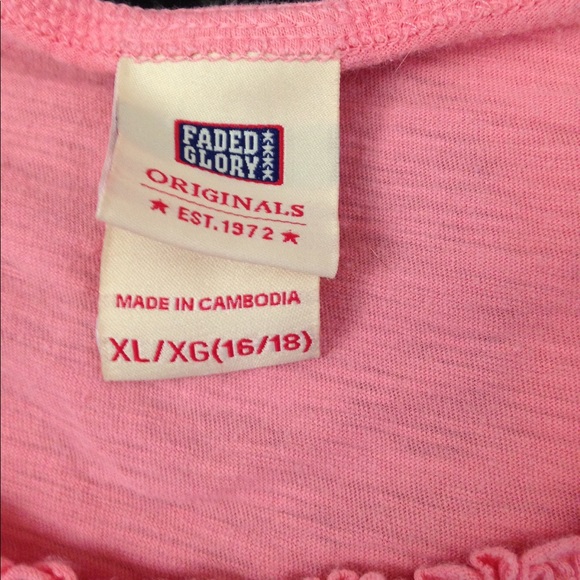 FADED
GLORY
ORIGINALS
★ EST.1972 ★
MADE IN CAMBODIA
XL/XG(16/18)